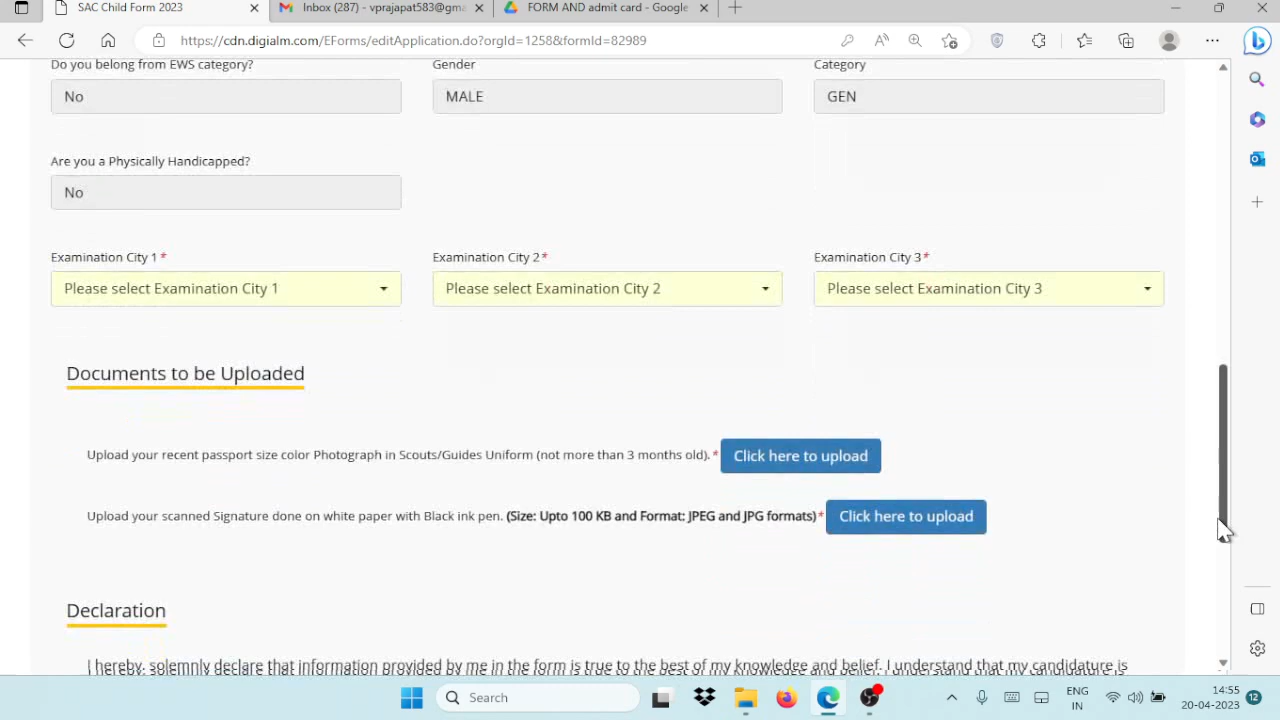 SAC Child Form 2023
Inbox (287) - vprajapat583@gma
FORM AND admit card - Google
https://cdn.digialm.com/EForms/editApplication.do?orgId=1258&formId=82989
Do you belong from EWS category?
Gender
Category
No
MALE
GEN
Are you a Physically Handicapped?
No
Examination City 1 *
Examination City 2 *
Examination City 3 *
Please select Examination City 1
Please select Examination City 2
Please select Examination City 3
Documents to be Uploaded
Upload your recent passport size color Photograph in Scouts/Guides Uniform (not more than 3 months old). * Click here to upload
Upload your scanned Signature done on white paper with Black ink pen. (Size: Upto 100 KB and Format: JPEG and JPG formats) * Click here to upload
Declaration
I hereby, solemnly declare that information provided by me in the form is true to the best of my knowledge and belief. I understand that my candidature is
Search
ENG
IN
14:55
20-04-2023
12